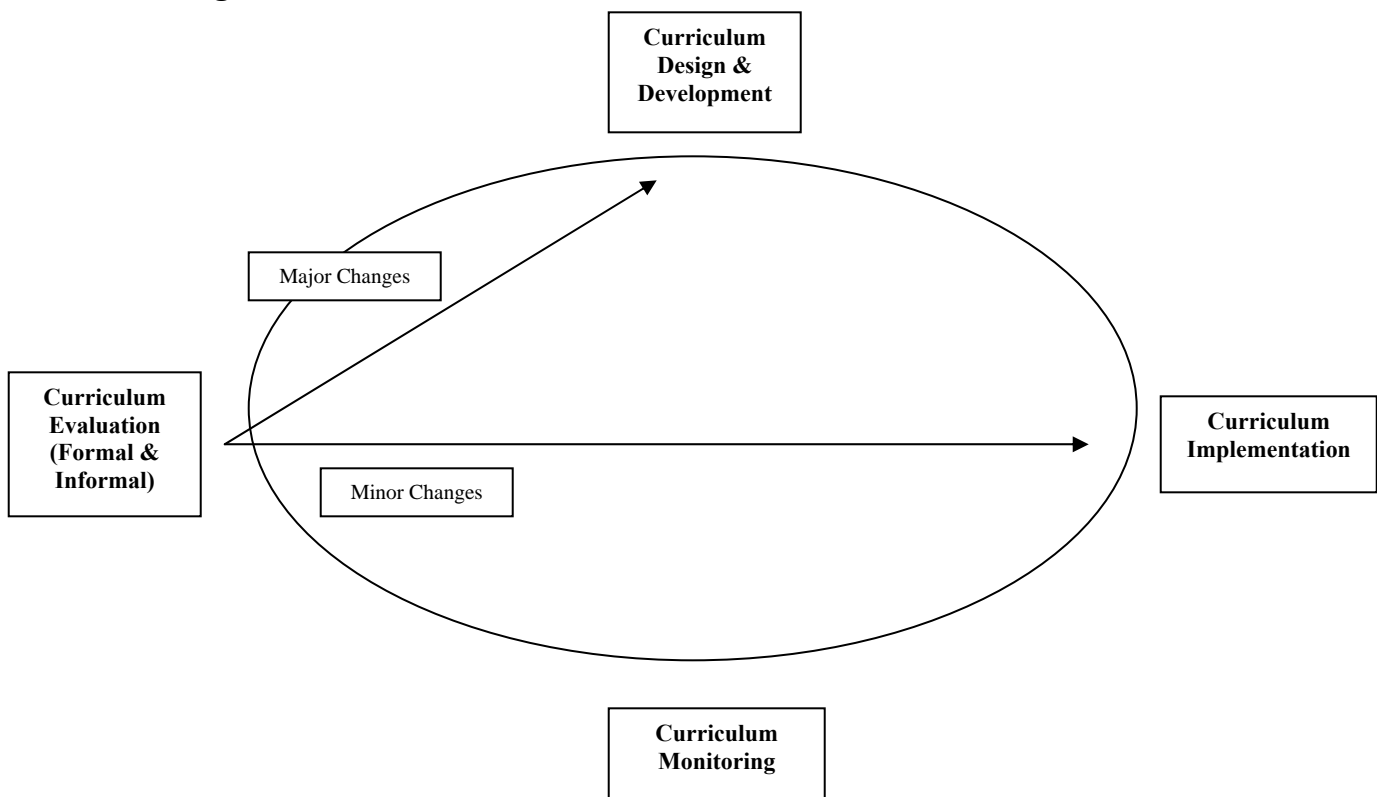 Curriculum
Design &
Development
Major Changes
Curriculum
Evaluation
(Formal &
Informal)
Curriculum
Implementation
Minor Changes
Curriculum
Monitoring